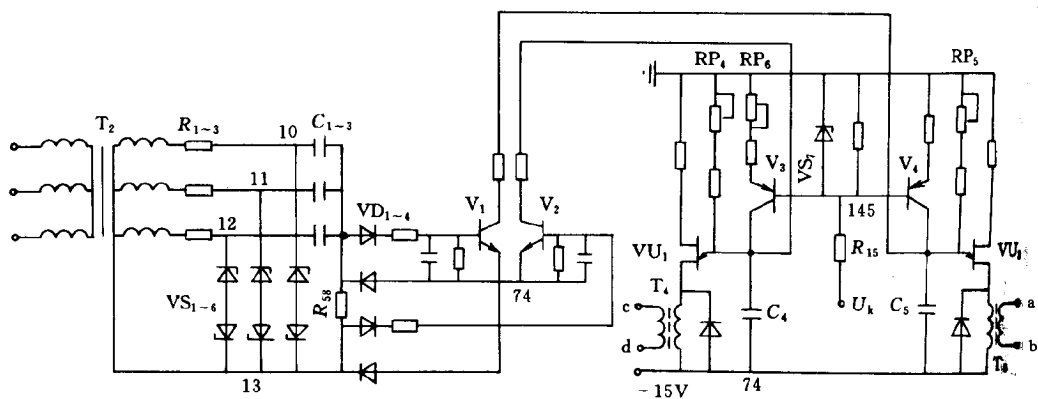 RP₄ RP₆ RP₅
T₂ R₁~₃ 10 C₁~₃
11 VS₇ V₃ V₄
12 VD₁~₄ V₁ V₂ 145
VU₁ R₁₅
74 T₄
VS₁~₆ R₅₈ c C₄ Uₖ C₅ a
d b
13 -15V 74